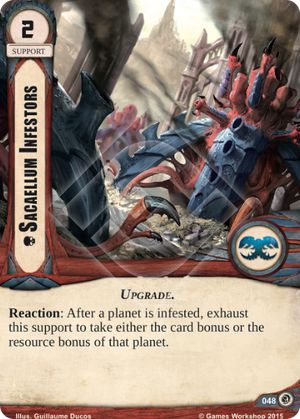 2
SUPPORT
Sacaellum Infestors
Upgrade.
Reaction: After a planet is infested, exhaust
this support to take either the card bonus or the
resource bonus of that planet.
048
Illus. Guillaume Ducos
© Games Workshop 2015